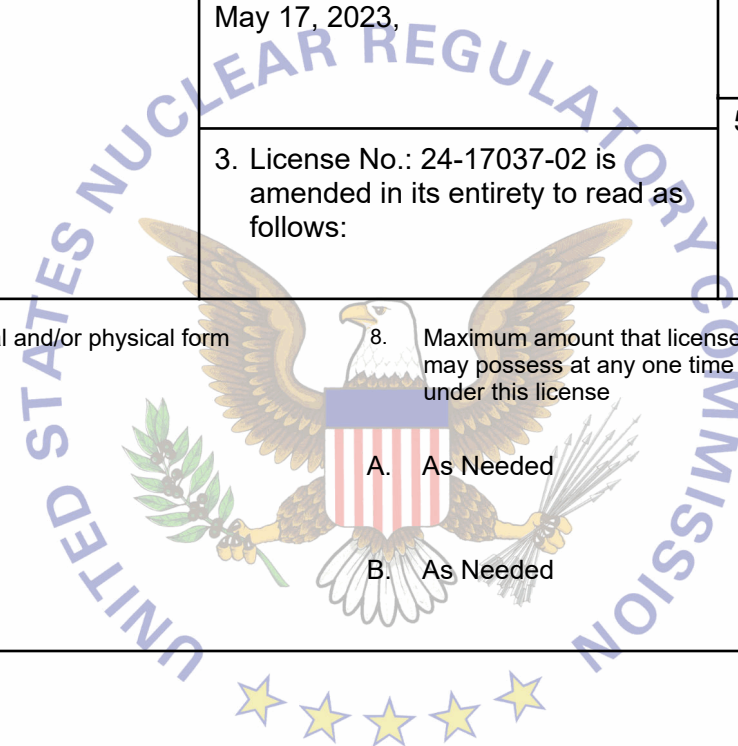 May 17, 2023,
3. License No.: 24-17037-02 is
amended in its entirety to read as
follows:
and/or physical form
8. Maximum amount that license
may possess at any one time
under this license
A. As Needed
B. As Needed
UNITED STATES NUCLEAR REGULATORY COMMISSION